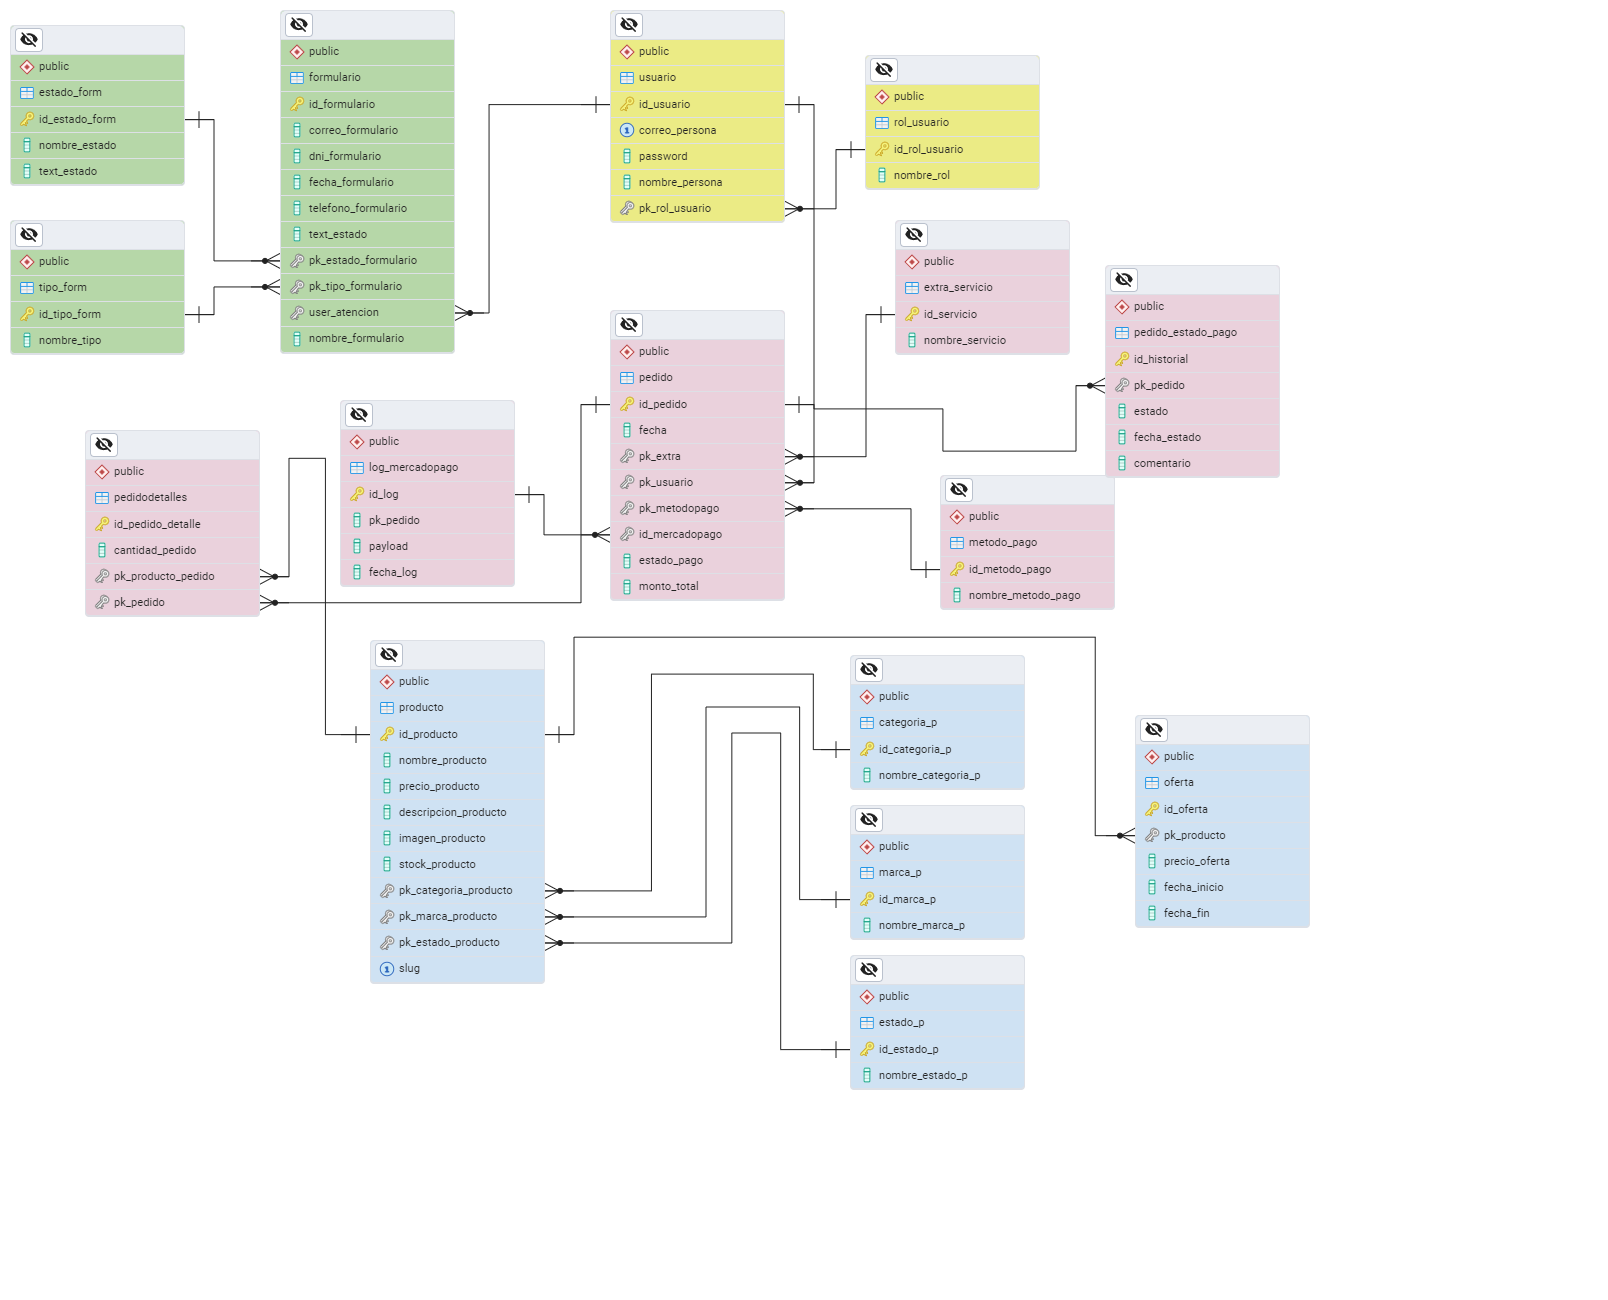 public
estado_form
id_estado_form
nombre_estado
text_estado
public
tipo_form
id_tipo_form
nombre_tipo
public
formulario
id_formulario
correo_formulario
dni_formulario
fecha_formulario
telefono_formulario
text_estado
pk_estado_formulario
pk_tipo_formulario
user_atencion
nombre_formulario
public
usuario
id_usuario
correo_persona
password
nombre_persona
pk_rol_usuario
public
rol_usuario
id_rol_usuario
nombre_rol
public
extra_servicio
id_servicio
nombre_servicio
public
pedido_estado_pago
id_historial
pk_pedido
estado
fecha_estado
comentario
public
pedido
id_pedido
fecha
pk_extra
pk_usuario
pk_metodopago
id_mercadopago
estado_pago
monto_total
public
log_mercadopago
id_log
pk_pedido
payload
fecha_log
public
pedidodetalles
id_pedido_detalle
cantidad_pedido
pk_producto_pedido
pk_pedido
public
metodo_pago
id_metodo_pago
nombre_metodo_pago
public
producto
id_producto
nombre_producto
precio_producto
descripcion_producto
imagen_producto
stock_producto
pk_categoria_producto
pk_marca_producto
pk_estado_producto
slug
public
categoria_p
id_categoria_p
nombre_categoria_p
public
marca_p
id_marca_p
nombre_marca_p
public
estado_p
id_estado_p
nombre_estado_p
public
oferta
id_oferta
pk_producto
precio_oferta
fecha_inicio
fecha_fin